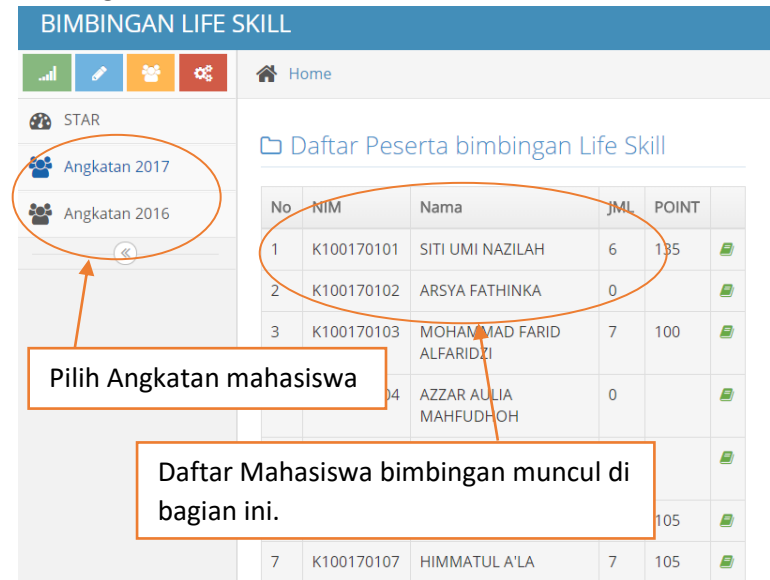 BIMBINGAN LIFE SKILL
Home
STAR
Angkatan 2017
Angkatan 2016
Daftar Peserta bimbingan Life Skill
No NIM Nama JML POINT
1 K100170101 SITI UMI NAZILAH 6 135
2 K100170102 ARSYA FATHINKA 0
3 K100170103 MOHAMMAD FARID ALFARIDZI 7 100
Pilih Angkatan mahasiswa
04 AZZAR AULIA MAHFUDHOH 0
Daftar Mahasiswa bimbingan muncul di
bagian ini.
105
7 K100170107 HIMMATUL A'LA 7 105